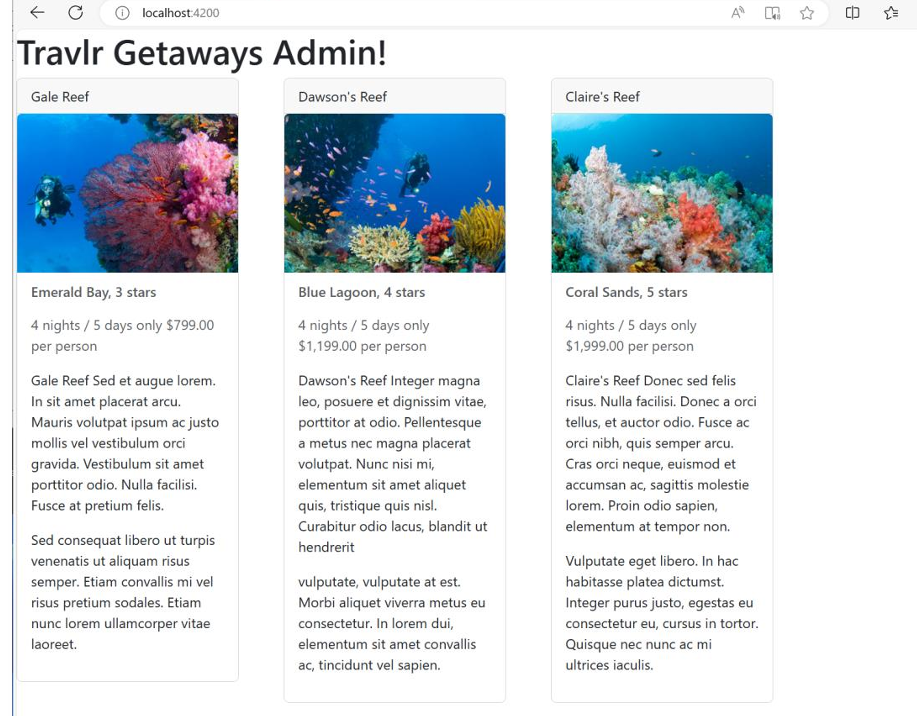 localhost:4200
Travlr Getaways Admin!
Gale Reef
Emerald Bay, 3 stars
4 nights / 5 days only $799.00
per person
Gale Reef Sed et augue lorem.
In sit amet placerat arcu.
Mauris volutpat ipsum ac justo
mollis vel vestibulum orci
gravida. Vestibulum sit amet
porttitor odio. Nulla facilisi.
Fusce at pretium felis.
Sed consequat libero ut turpis
venenatis ut aliquam risus
semper. Etiam convallis mi vel
risus pretium sodales. Etiam
nunc lorem ullamcorper vitae
laoreet.
Dawson's Reef
Blue Lagoon, 4 stars
4 nights / 5 days only
$1,199.00 per person
Dawson's Reef Integer magna
leo, posuere et dignissim vitae,
porttitor at odio. Pellentesque
a metus nec magna placerat
volutpat. Nunc nisi mi,
elementum sit amet aliquet
quis, tristique quis nisl.
Curabitur odio lacus, blandit ut
hendrerit
vulputate, vulputate at est.
Morbi aliquet viverra metus eu
consectetur. In lorem dui,
elementum sit amet convallis
ac, tincidunt vel sapien.
Claire's Reef
Coral Sands, 5 stars
4 nights / 5 days only
$1,999.00 per person
Claire's Reef Donec sed felis
risus. Nulla facilisi. Donec a orci
tellus, et auctor odio. Fusce ac
orci nibh, quis semper arcu.
Cras orci neque, euismod et
accumsan ac, sagittis molestie
lorem. Proin odio sapien,
elementum at tempor non.
Vulputate eget libero. In hac
habitasse platea dictumst.
Integer purus justo, egestas eu
consectetur eu, cursus in tortor.
Quisque nec nunc ac mi
ultrices iaculis.